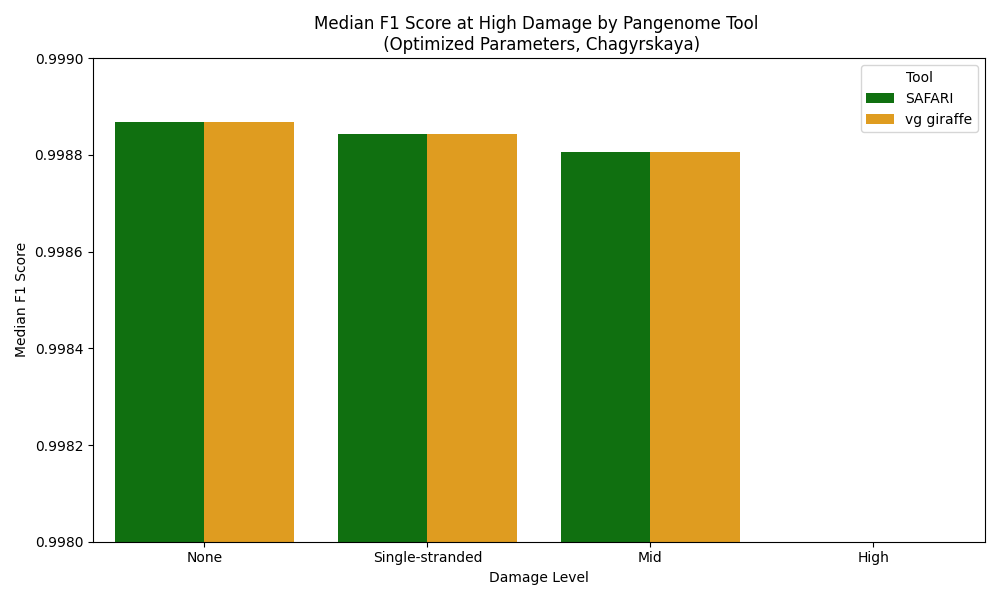 Median F1 Score at High Damage by Pangenome Tool
(Optimized Parameters, Chagyrskaya)
Tool
SAFARI
vg giraffe
0.9990
0.9988
0.9986
0.9984
0.9982
0.9980
Median F1 Score
None
Single-stranded
Mid
High
Damage Level